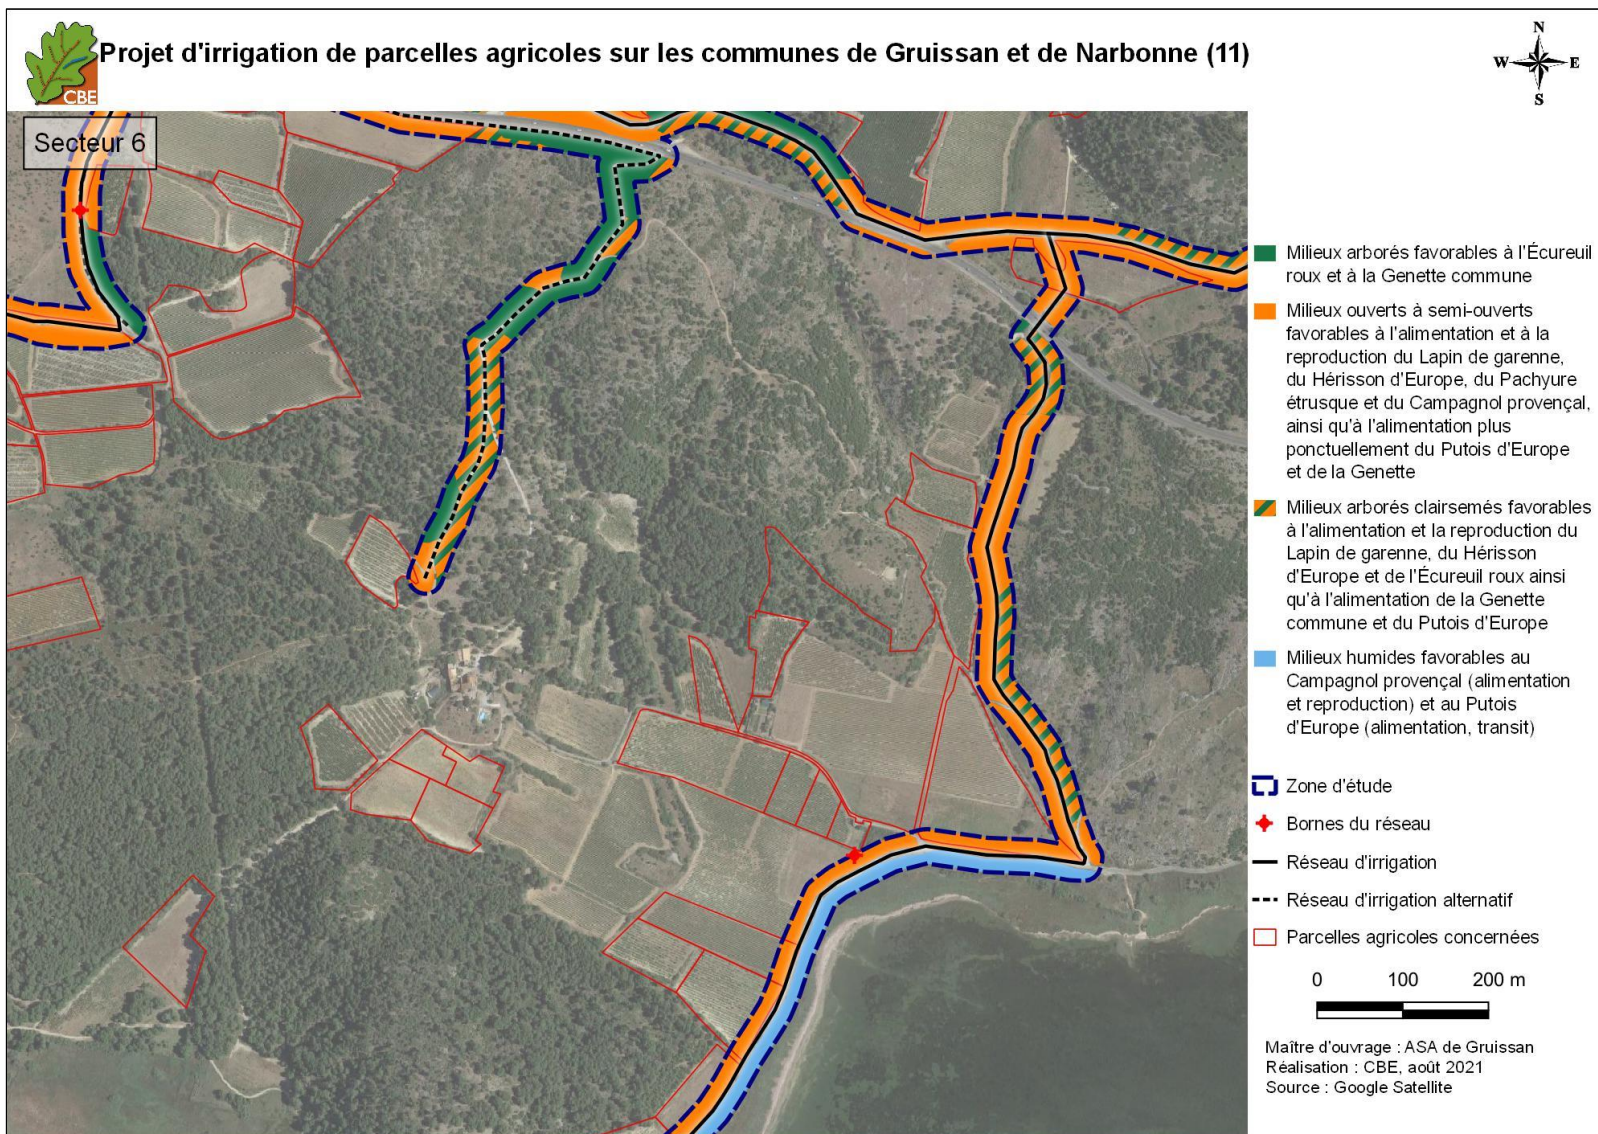 CBE
Projet d'irrigation de parcelles agricoles sur les communes de Gruissan et de Narbonne (11)
N
W
E
S
Secteur 6
Milieux arborés favorables à l'Écureuil
roux et à la Genette commune
Milieux ouverts à semi-ouverts
favorables à l'alimentation et à la
reproduction du Lapin de garenne,
du Hérisson d'Europe, du Pachyure
étrusque et du Campagnol provençal,
ainsi qu'à l'alimentation plus
ponctuellement du Putois d'Europe
et de la Genette
Milieux arborés clairsemés favorables
à l'alimentation et la reproduction du
Lapin de garenne, du Hérisson
d'Europe et de l'Écureuil roux ainsi
qu'à l'alimentation de la Genette
commune et du Putois d'Europe
Milieux humides favorables au
Campagnol provençal (alimentation
et reproduction) et au Putois
d'Europe (alimentation, transit)
Zone d'étude
Bornes du réseau
Réseau d'irrigation
Réseau d'irrigation alternatif
Parcelles agricoles concernées
0 100 200 m
Maître d'ouvrage : ASA de Gruissan
Réalisation : CBE, août 2021
Source : Google Satellite